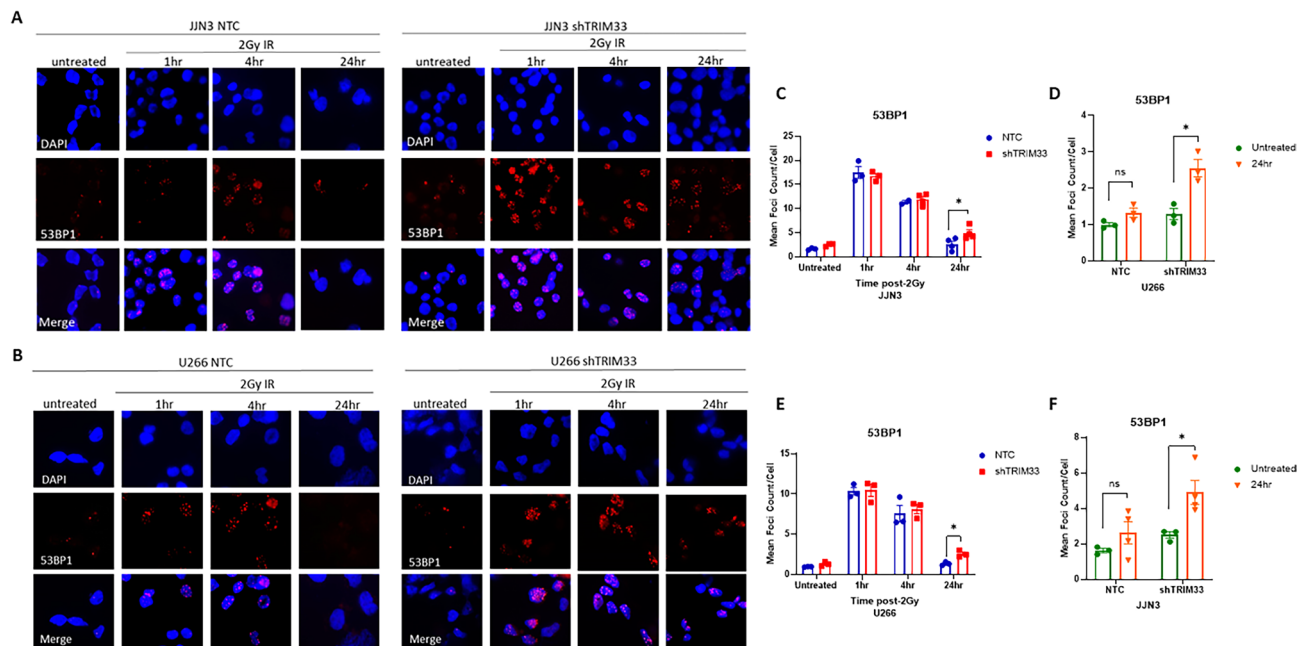 A
JJN3 NTC
2Gy IR
untreated 1hr 4hr 24hr
DAPI
53BP1
Merge
JJN3 shTRIM33
2Gy IR
untreated 1hr 4hr 24hr
DAPI
53BP1
Merge
B
U266 NTC
2Gy IR
untreated 1hr 4hr 24hr
DAPI
53BP1
Merge
U266 shTRIM33
2Gy IR
untreated 1hr 4hr 24hr
DAPI
53BP1
Merge
C
53BP1
Mean Foci Count/Cell
25
20
15
10
5
0
*
NTC
shTRIM33
Untreated 1hr 4hr 24hr
Time post-2Gy
JJN3
D
53BP1
Mean Foci Count/Cell
4
3
2
1
0
ns
*
Untreated
24hr
NTC shTRIM33
U266
E
53BP1
Mean Foci Count/Cell
15
10
5
0
*
NTC
shTRIM33
Untreated 1hr 4hr 24hr
Time post-2Gy
U266
F
53BP1
Mean Foci Count/Cell
8
6
4
2
0
ns
*
Untreated
24hr
NTC shTRIM33
JJN3